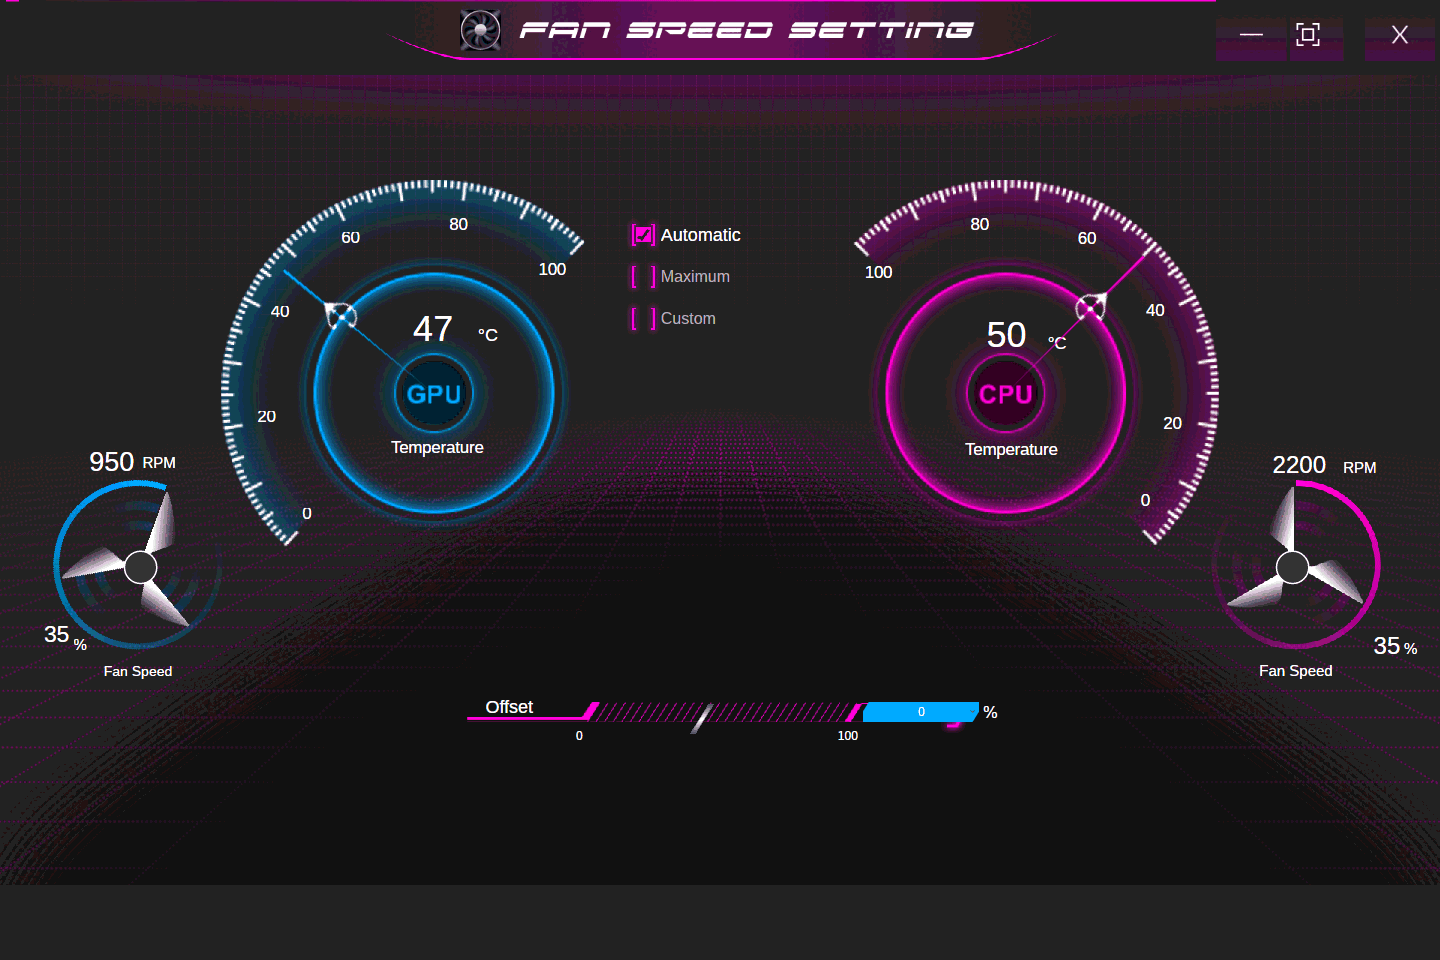 FAN SPEED SETTING
X
80
60
100
40
20
0
47 °C
GPU
Temperature
Automatic
Maximum
Custom
80
60
100
40
20
0
50 °C
CPU
Temperature
950 RPM
35 %
Fan Speed
2200 RPM
35 %
Fan Speed
Offset
0 %
0
100